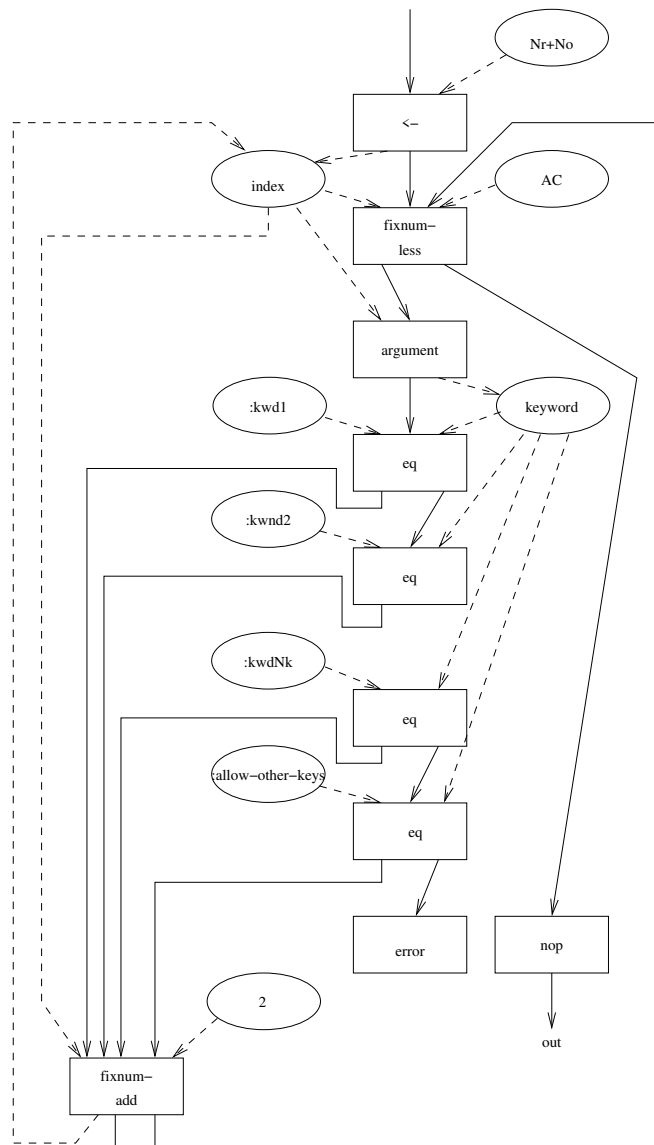 Nr+No
<-
index
AC
fixnum-
less
argument
:kwd1
keyword
eq
:kwnd2
eq
:kwdNk
eq
:allow-other-keys
eq
error
nop
2
out
fixnum-
add